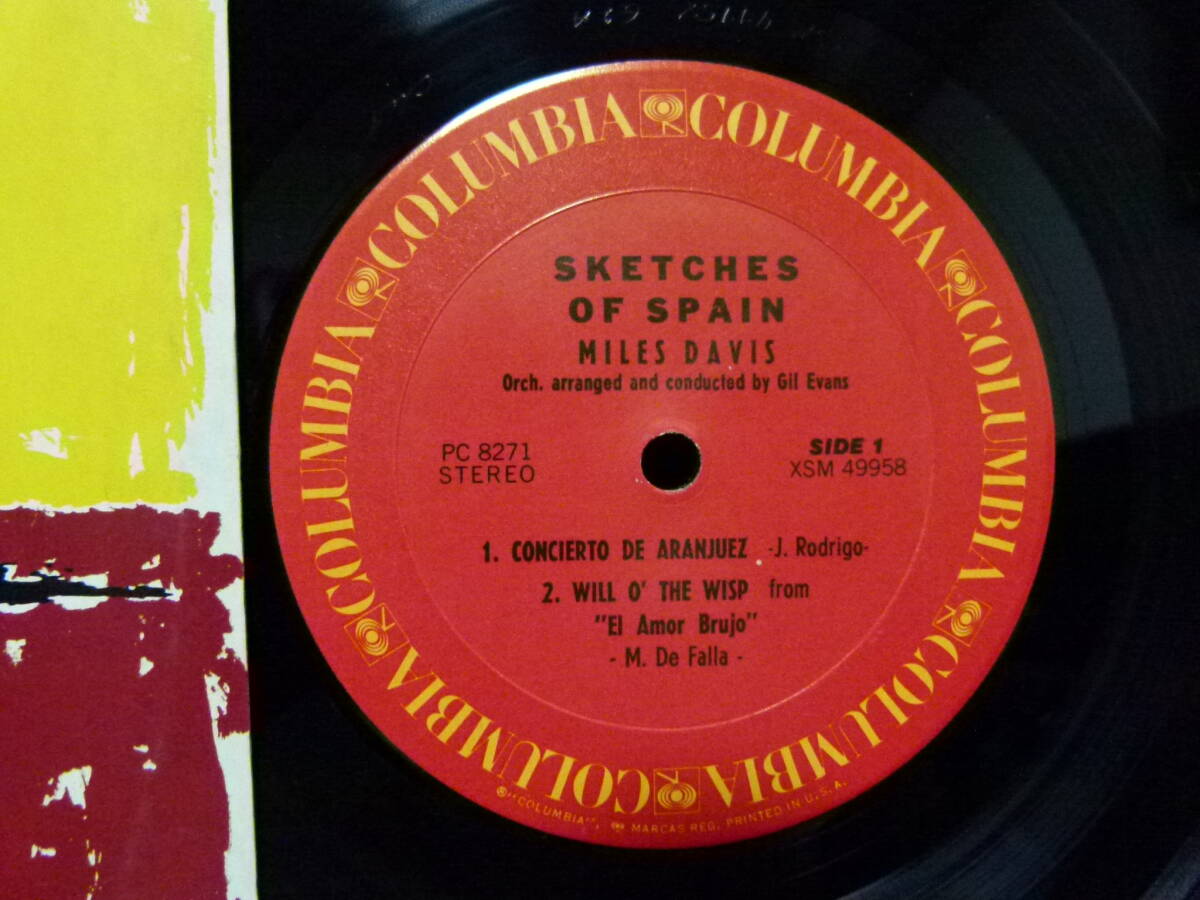 COLUMBIA COLUMBIA COLUMBIA COLUMBIA COLUMBIA COLUMBIA
SKETCHES
OF SPAIN
MILES DAVIS
Orch. arranged and conducted by Gil Evans
PC 8271
STEREO
SIDE 1
XSM 49958
1. CONCIERTO DE ARANJUEZ -J. Rodrigo-
2. WILL O' THE WISP from
"El Amor Brujo"
- M. De Falla -
®"COLUMBIA", MARCAS REG. PRINTED IN U.S.A.